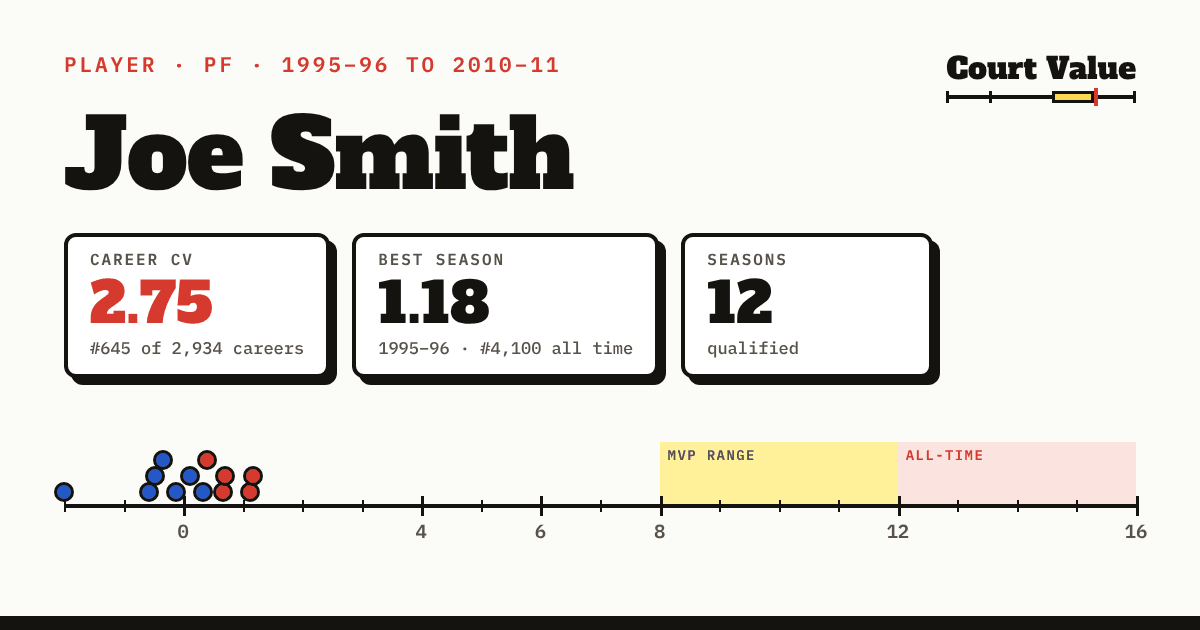 PLAYER · PF · 1995–96 TO 2010–11
Court Value
Joe Smith
CAREER CV
2.75
#645 of 2,934 careers
BEST SEASON
1.18
1995–96 · #4,100 all time
SEASONS
12
qualified
MVP RANGE
ALL-TIME
0 4 6 8 12 16